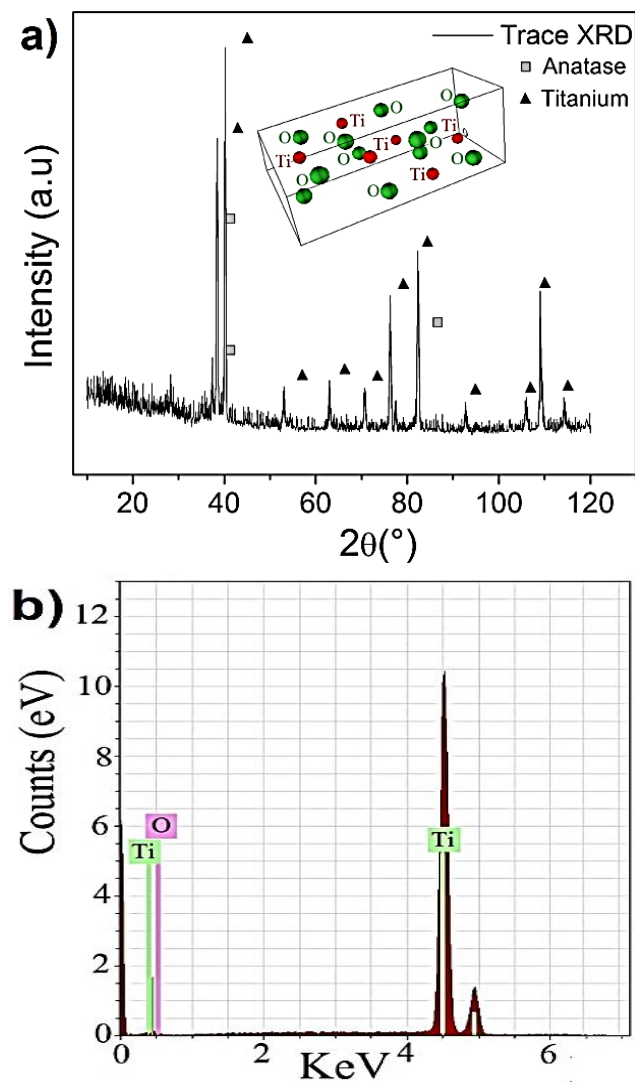 a)
Trace XRD
Anatase
Titanium
O
Ti
O
O
O
Ti
Ti
O
O
Ti
O
Ti
O
O
Ti
O
O
Intensity (a.u)
20 40 60 80 100 120
2θ(°)
b)
12
10
8
6
4
2
0
Counts (eV)
O
Ti
Ti
0 2 4 6
KeV